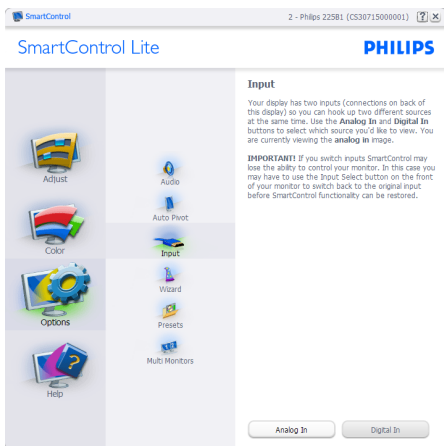 SmartControl
2 - Philips 225B1 (CS30715000001)
SmartControl Lite
PHILIPS
Adjust
Color
Options
Help
Audio
Auto Pivot
Input
Wizard
Presets
Multi Monitors
Input
Your display has two inputs (connections on back of
this display) so you can hook up two different sources
at the same time. Use the Analog In and Digital In
buttons to select which source you'd like to view. You
are currently viewing the analog in image.
IMPORTANT! If you switch inputs SmartControl may
lose the ability to control your monitor. In this case you
may have to use the Input Select button on the front
of your monitor to switch back to the original input
before SmartControl functionality can be restored.
Analog In
Digital In